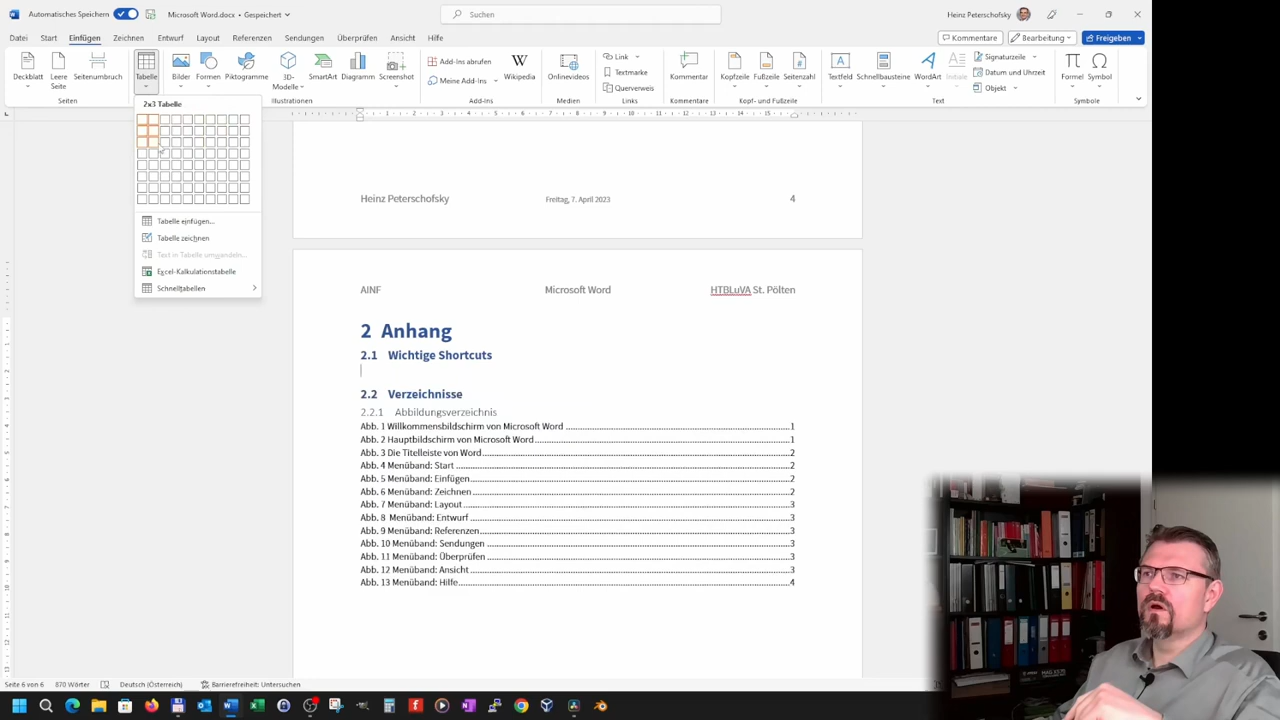 Automatisches Speichern
Microsoft Word.docx • Gespeichert
Suchen
Heinz Peterschofsky
Datei Start Einfügen Zeichnen Entwurf Layout Referenzen Sendungen Überprüfen Ansicht Hilfe
Kommentare Bearbeitung Freigeben
Deckblatt Leere Seite Seitenumbruch
Tabelle
Bilder Formen Piktogramme 3D-Modelle SmartArt Diagramm Screenshot
Add-Ins abrufen
Meine Add-Ins
Wikipedia
Onlinevideos
Link
Textmarke
Querverweis
Kommentar
Kopfzeile Fußzeile Seitenzahl
Textfeld Schnellbausteine WordArt Initiale
Signaturzeile
Datum und Uhrzeit
Objekt
Formel Symbol
Seiten Illustrationen Add-Ins Medien Links Kommentare Kopf- und Fußzeile Text Symbole
2x3 Tabelle
Tabelle einfügen...
Tabelle zeichnen
Text in Tabelle umwandeln...
Excel-Kalkulationstabelle
Schnelltabellen
Heinz Peterschofsky Freitag, 7. April 2023 4
AINF Microsoft Word HTBLuVA St. Pölten
2 Anhang
2.1 Wichtige Shortcuts
2.2 Verzeichnisse
2.2.1 Abbildungsverzeichnis
Abb. 1 Willkommensbildschirm von Microsoft Word 1
Abb. 2 Hauptbildschirm von Microsoft Word 1
Abb. 3 Die Titelleiste von Word 2
Abb. 4 Menüband: Start 2
Abb. 5 Menüband: Einfügen 2
Abb. 6 Menüband: Zeichnen 2
Abb. 7 Menüband: Layout 3
Abb. 8 Menüband: Entwurf 3
Abb. 9 Menüband: Referenzen 3
Abb. 10 Menüband: Sendungen 3
Abb. 11 Menüband: Überprüfen 3
Abb. 12 Menüband: Ansicht 3
Abb. 13 Menüband: Hilfe 4
Seite 6 von 6 870 Wörter Deutsch (Österreich) Barrierefreiheit: Untersuchen